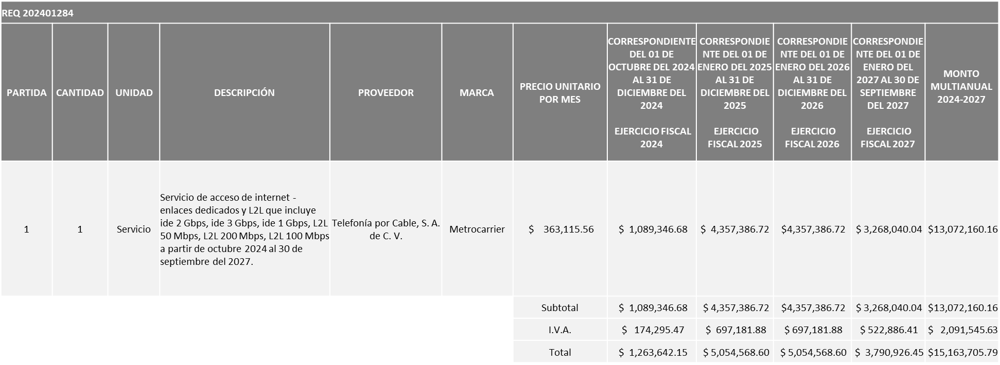 REQ 202401284
PARTIDA
CANTIDAD
UNIDAD
DESCRIPCIÓN
PROVEEDOR
MARCA
PRECIO UNITARIO
POR MES
CORRESPONDIENTE
DEL 01 DE
OCTUBRE DEL 2024
AL 31 DE
DICIEMBRE DEL
2024
EJERCICIO FISCAL
2024
CORRESPONDIE
NTE DEL 01 DE
ENERO DEL 2025
AL 31 DE
DICIEMBRE DEL
2025
EJERCICIO
FISCAL 2025
CORRESPONDIE
NTE DEL 01 DE
ENERO DEL 2026
AL 31 DE
DICIEMBRE DEL
2026
EJERCICIO
FISCAL 2026
CORRESPONDIE
NTE DEL 01 DE
ENERO DEL
2027 AL 30 DE
SEPTIEMBRE
DEL 2027
EJERCICIO
FISCAL 2027
MONTO
MULTIANUAL
2024-2027
1
1
Servicio
Servicio de acceso de internet -
enlaces dedicados y L2L que incluye
ide 2 Gbps, ide 3 Gbps, ide 1 Gbps, L2L
50 Mbps, L2L 200 Mbps, L2L 100 Mbps
a partir de octubre 2024 al 30 de
septiembre del 2027.
Telefonía por Cable, S. A.
de C. V.
Metrocarrier
$ 363,115.56
$ 1,089,346.68
$ 4,357,386.72
$4,357,386.72
$ 3,268,040.04
$13,072,160.16
Subtotal
$ 1,089,346.68
$ 4,357,386.72
$4,357,386.72
$ 3,268,040.04
$13,072,160.16
I.V.A.
$ 174,295.47
$ 697,181.88
$ 697,181.88
$ 522,886.41
$ 2,091,545.63
Total
$ 1,263,642.15
$ 5,054,568.60
$ 5,054,568.60
$ 3,790,926.45
$15,163,705.79